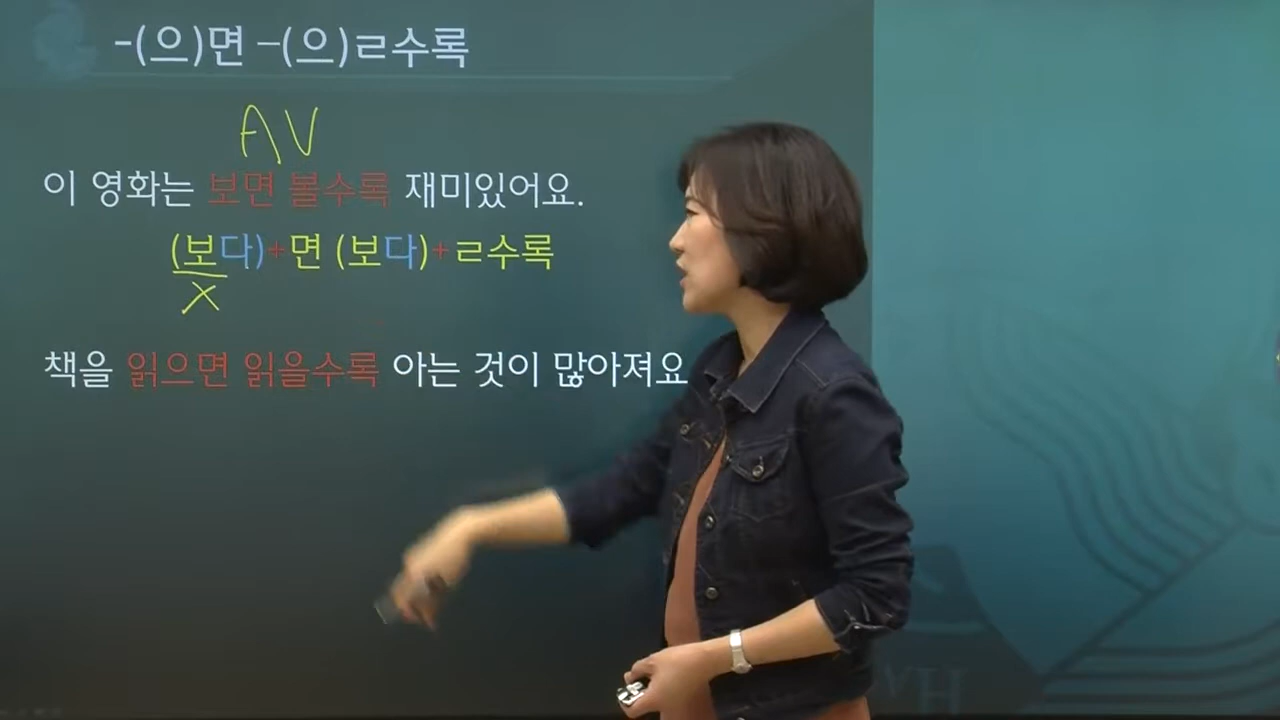 -(으)면 -(으)ㄹ수록
AV
이 영화는 보면 볼수록 재미있어요.
(보다)+면 (보다)+ㄹ수록
X
책을 읽으면 읽을수록 아는 것이 많아져요